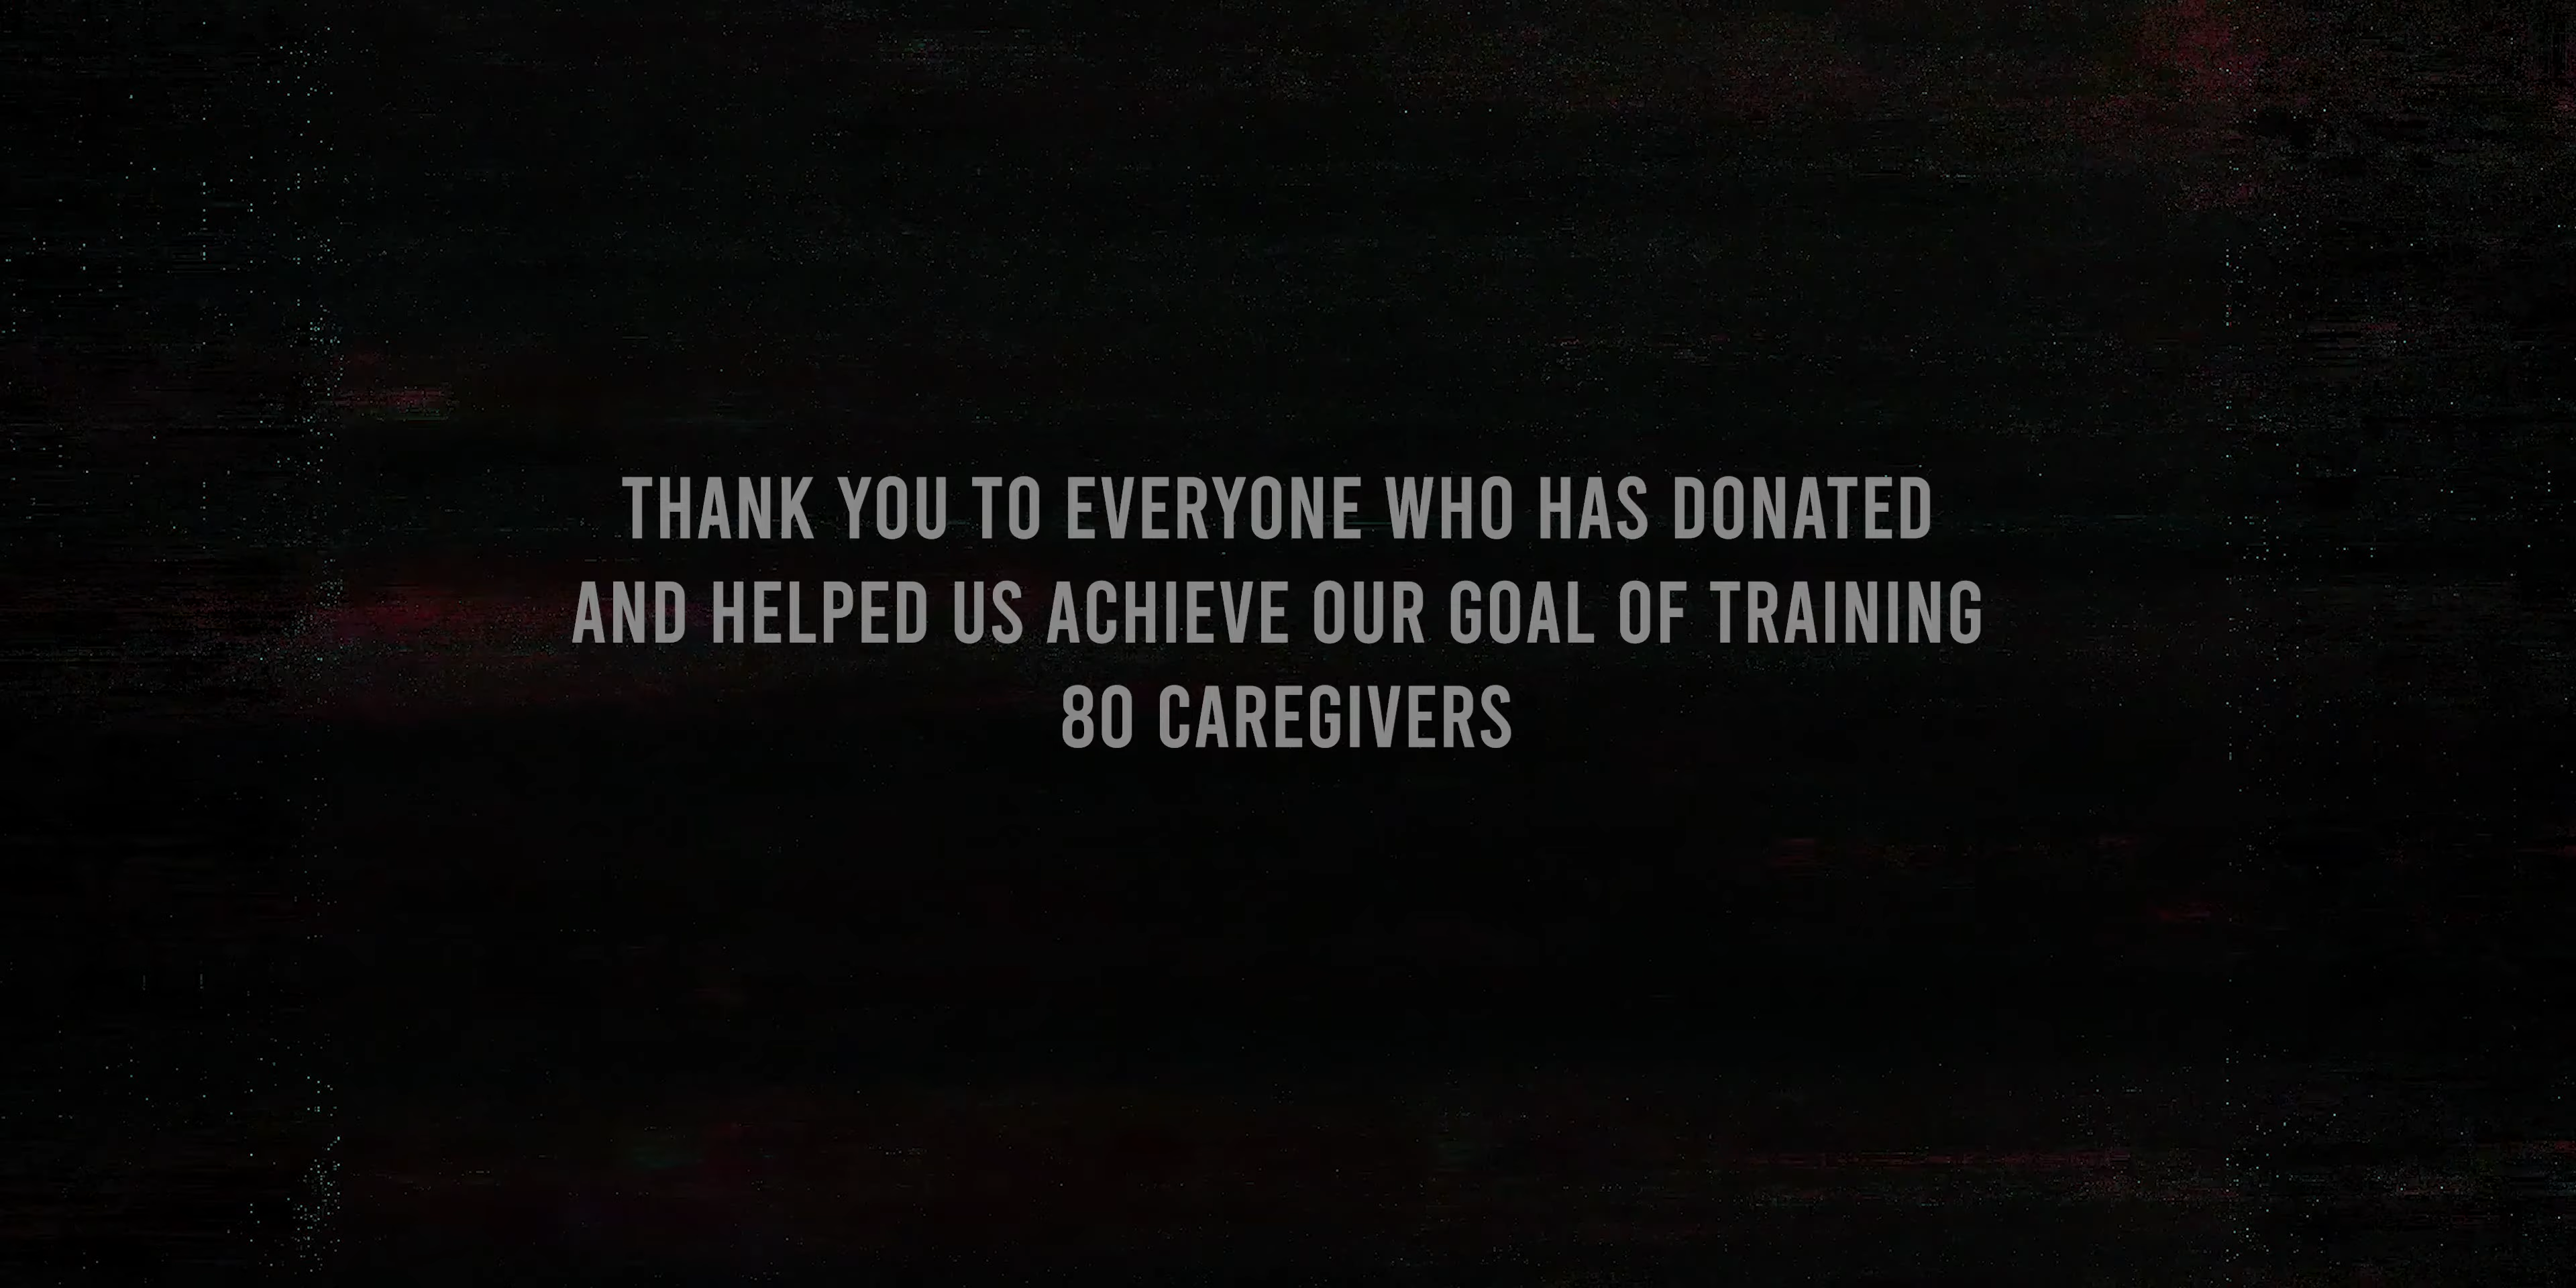 THANK YOU TO EVERYONE WHO HAS DONATED
AND HELPED US ACHIEVE OUR GOAL OF TRAINING
80 CAREGIVERS